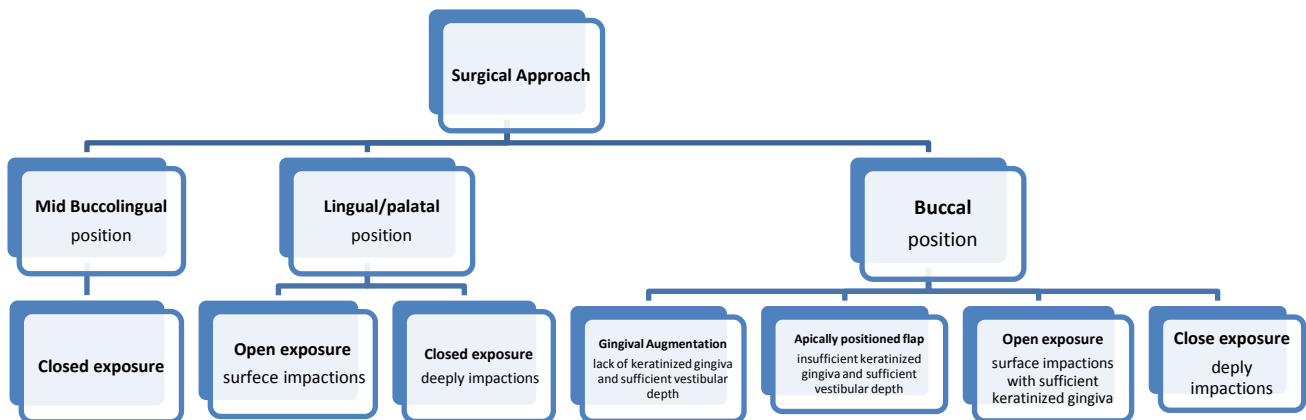 Surgical Approach
Mid Buccolingual
position
Lingual/palatal
position
Buccal
position
Closed exposure
Open exposure
surfece impactions
Closed exposure
deeply impactions
Gingival Augmentation
lack of keratinized gingiva
and sufficient vestibular
depth
Apically positioned flap
insufficient keratinized
gingiva and sufficient
vestibular depth
Open exposure
surface impactions
with sufficient
keratinized gingiva
Close exposure
deply
impactions